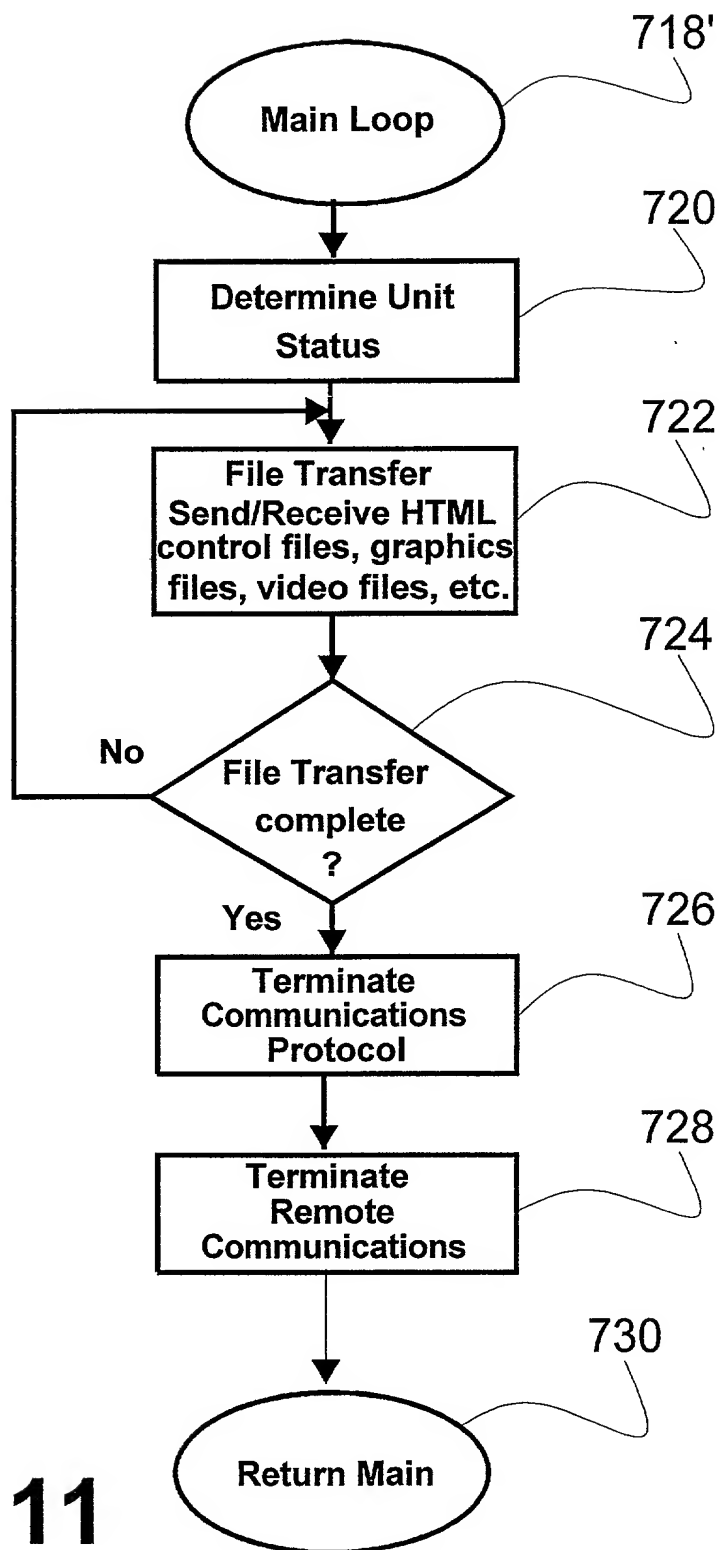 718'
Main Loop
720
Determine Unit
Status
722
File Transfer
Send/Receive HTML
control files, graphics
files, video files, etc.
724
No
File Transfer
complete
?
Yes
726
Terminate
Communications
Protocol
728
Terminate
Remote
Communications
730
Return Main
11